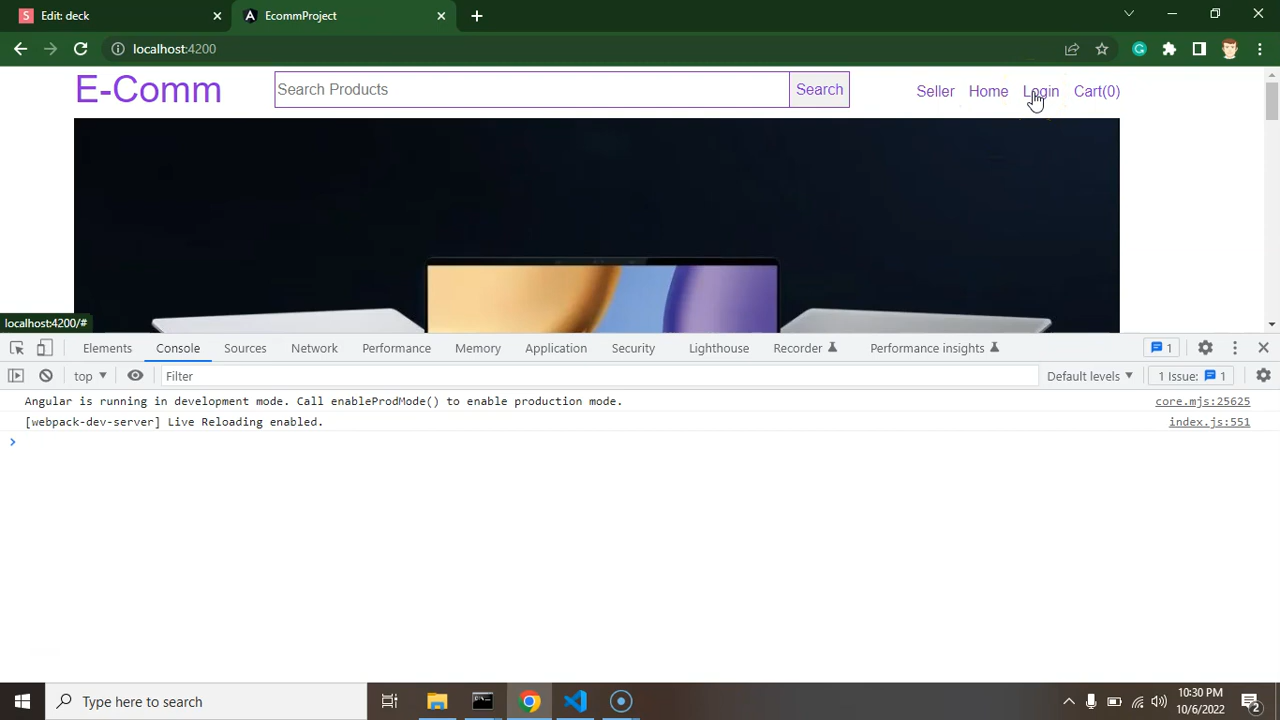 Edit: deck
EcommProject
localhost:4200
E-Comm
Search Products
Search
Seller
Home
Login
Cart(0)
localhost:4200/#
Elements
Console
Sources
Network
Performance
Memory
Application
Security
Lighthouse
Recorder
Performance insights
1
top
Filter
Default levels
1 Issue: 1
Angular is running in development mode. Call enableProdMode() to enable production mode.
core.mjs:25625
[webpack-dev-server] Live Reloading enabled.
index.js:551
Type here to search
10:30 PM
10/6/2022
2